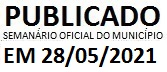 PUBLICADO
SEMANÁRIO OFICIAL DO MUNICÍPIO
EM 28/05/2021